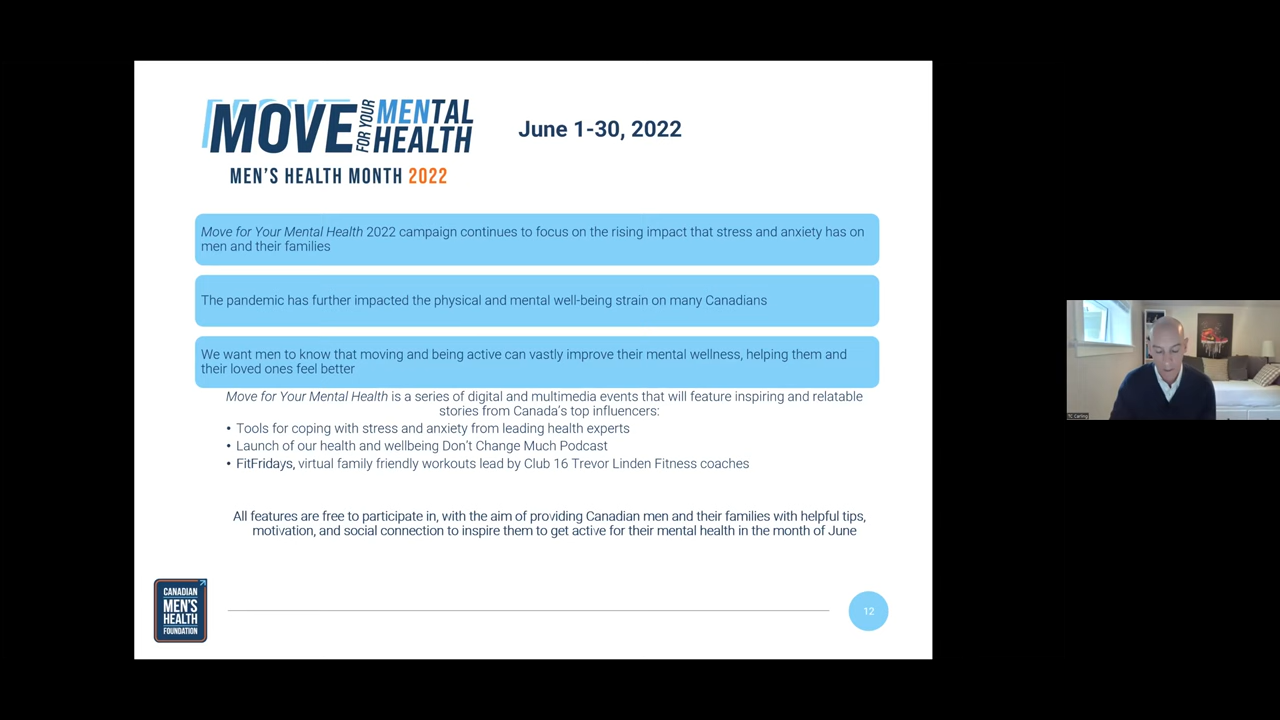 MOVE FOR YOUR MENTAL HEALTH
June 1-30, 2022
MEN'S HEALTH MONTH 2022
Move for Your Mental Health 2022 campaign continues to focus on the rising impact that stress and anxiety has on
men and their families
The pandemic has further impacted the physical and mental well-being strain on many Canadians
We want men to know that moving and being active can vastly improve their mental wellness, helping them and
their loved ones feel better
Move for Your Mental Health is a series of digital and multimedia events that will feature inspiring and relatable
stories from Canada's top influencers:
• Tools for coping with stress and anxiety from leading health experts
• Launch of our health and wellbeing Don't Change Much Podcast
• FitFridays, virtual family friendly workouts lead by Club 16 Trevor Linden Fitness coaches
All features are free to participate in, with the aim of providing Canadian men and their families with helpful tips,
motivation, and social connection to inspire them to get active for their mental health in the month of June
CANADIAN
MEN'S
HEALTH
FOUNDATION
12
TC Carling